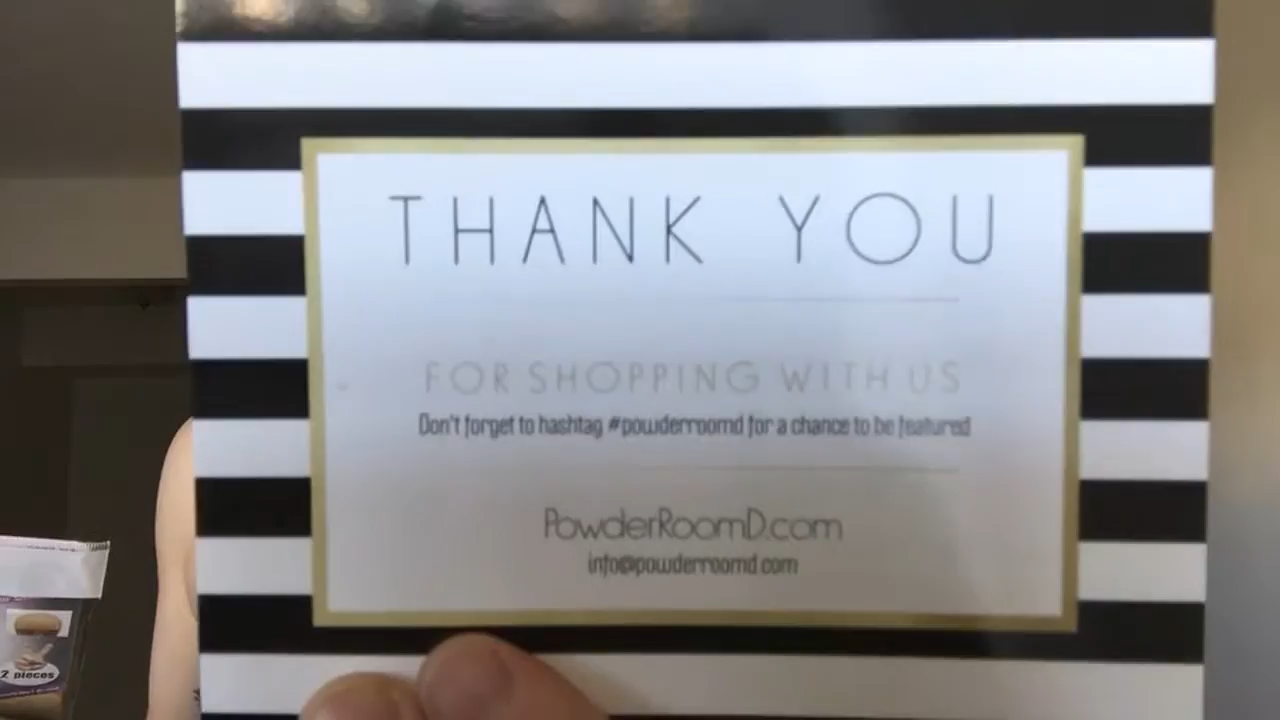 THANK YOU
FOR SHOPPING WITH US
Don't forget to hashtag #powderroomd for a chance to be featured
PowderRoomD.com
info@powderroomd.com
2 pieces